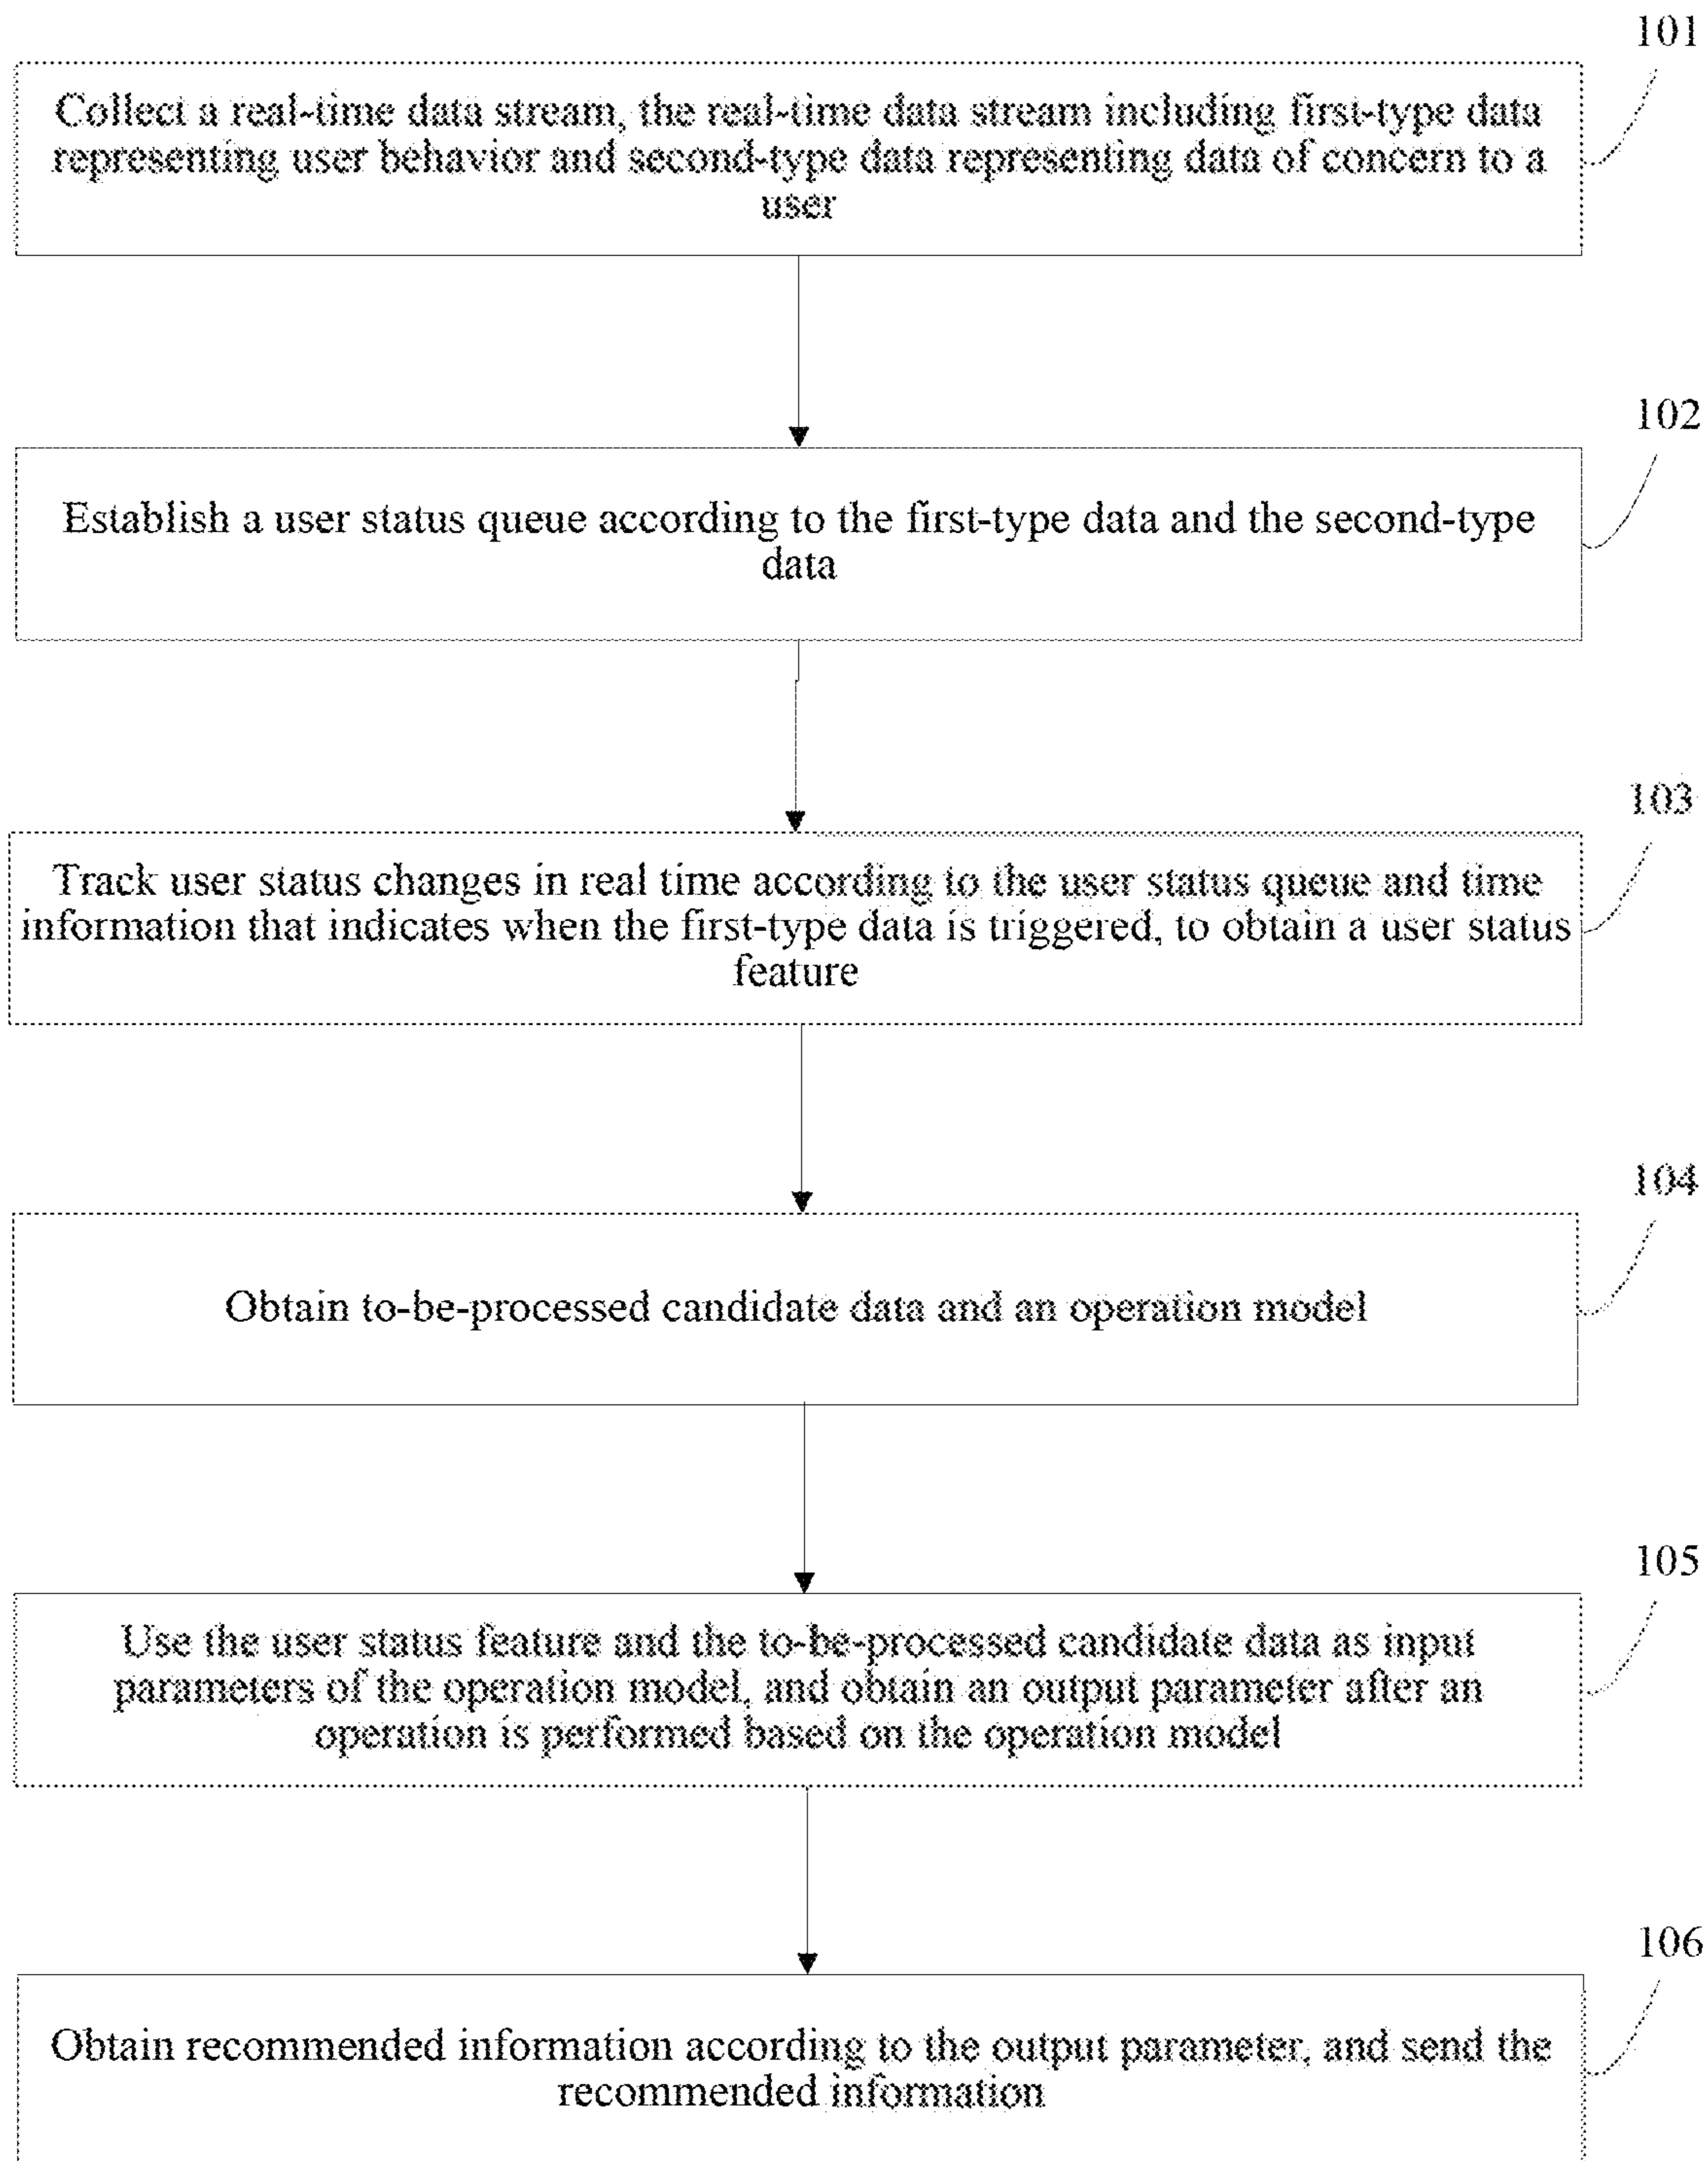 101
Collect a real-time data stream, the real-time data stream including first-type data
representing user behavior and second-type data representing data of concern to a
user
102
Establish a user status queue according to the first-type data and the second-type
data
103
Track user status changes in real time according to the user status queue and time
information that indicates when the first-type data is triggered, to obtain a user status
feature
104
Obtain to-be-processed candidate data and an operation model
105
Use the user status feature and the to-be-processed candidate data as input
parameters of the operation model, and obtain an output parameter after an
operation is performed based on the operation model
106
Obtain recommended information according to the output parameter, and send the
recommended information